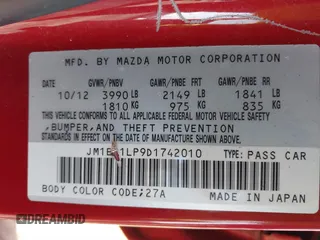 MFD. BY MAZDA MOTOR CORPORATION
DATE GVWR/PNBV GAWR/PNBE FRT GAWR/PNBE RR
10/12 3990 LB 2149 LB 1841 LB
1810 KG 975 KG 835 KG
THIS VEHICLE CONFORMS TO ALL APPLICABLE FEDERAL MOTOR VEHICLE SAFETY,
BUMPER, AND THEFT PREVENTION
STANDARDS IN EFFECT ON THE DATE OF MANUFACTURE SHOWN ABOVE.
1LP9D1742010 TYPE: PASS CAR
BODY COLOR CODE;27A
MADE IN JAPAN
DREAMBID